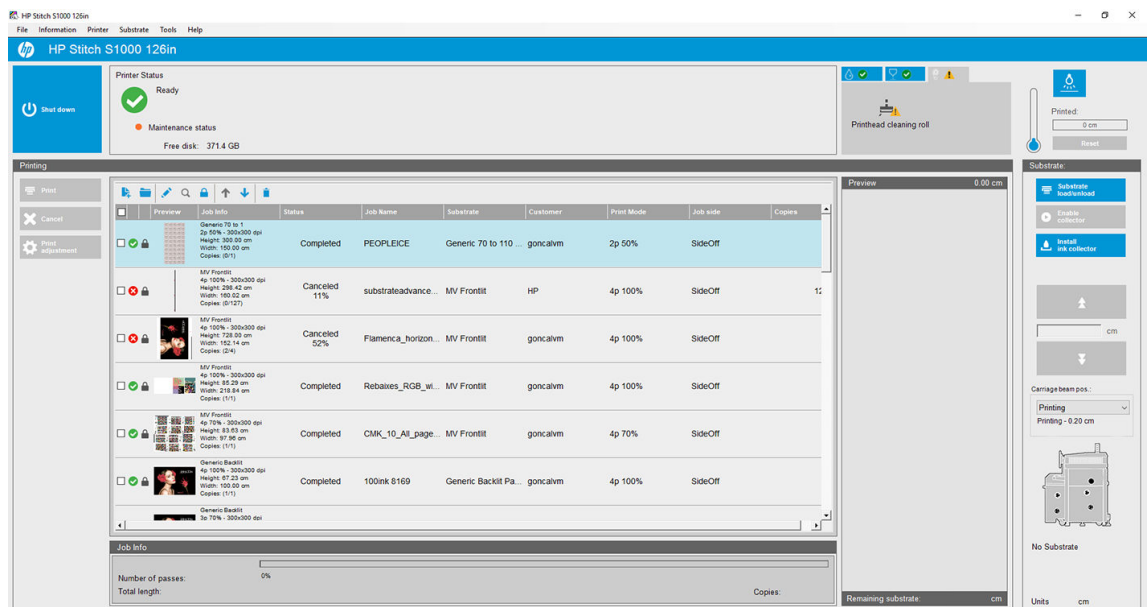 HP Stitch S1000 126in
File Information Printer Substrate Tools Help
hp HP Stitch S1000 126in
Shut down
Printer Status
Ready
Maintenance status
Free disk: 371.4 GB
Printhead cleaning roll
Printed:
0 cm
Reset
Printing
Print
Cancel
Print
adjustment
Preview Job Info Status Job Name Substrate Customer Print Mode Job side Copies
Generic 70 to 1
2p 50% - 300x300 dpi
Height: 300.00 cm
Width: 150.00 cm
Copies: (0/1)
Completed PEOPLEICE Generic 70 to 110 ... goncalvm 2p 50% SideOff
MV Frontlit
4p 100% - 300x300 dpi
Height: 298.42 cm
Width: 160.02 cm
Copies: (0/127)
Canceled
11%
substrateadvance... MV Frontlit HP 4p 100% SideOff 12
MV Frontlit
4p 100% - 300x300 dpi
Height: 728.00 cm
Width: 152.14 cm
Copies: (2/4)
Canceled
52%
Flamenca_horizon... MV Frontlit goncalvm 4p 100% SideOff
MV Frontlit
4p 100% - 300x300 dpi
Height: 85.29 cm
Width: 218.84 cm
Copies: (1/1)
Completed Rebaixes_RGB_wi... MV Frontlit goncalvm 4p 100% SideOff
MV Frontlit
4p 70% - 300x300 dpi
Height: 83.63 cm
Width: 97.96 cm
Copies: (1/1)
Completed CMK_10_All_page... MV Frontlit goncalvm 4p 70% SideOff
Generic Backlit
4p 100% - 300x300 dpi
Height: 67.23 cm
Width: 100.00 cm
Copies: (1/1)
Completed 100ink 8169 Generic Backlit Pa... goncalvm 4p 100% SideOff
Generic Backlit
3p 70% - 300x300 dpi
Job Info
Number of passes: 0%
Total length: Copies:
Preview 0.00 cm
Remaining substrate: cm
Substrate:
Substrate
load/unload
Enable
collector
Install
ink collector
cm
Carriage beam pos.:
Printing
Printing - 0.20 cm
No Substrate
Units cm